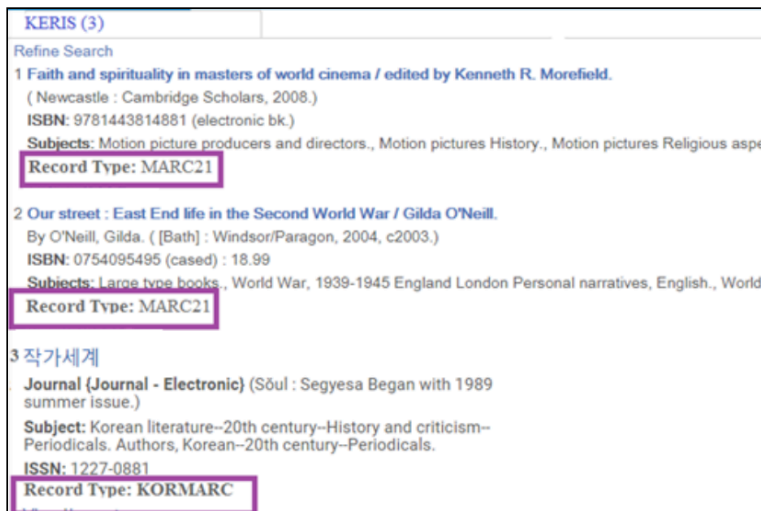 KERIS (3)
Refine Search
1 Faith and spirituality in masters of world cinema / edited by Kenneth R. Morefield.
( Newcastle : Cambridge Scholars, 2008.)
ISBN: 9781443814881 (electronic bk.)
Subjects: Motion picture producers and directors., Motion pictures History., Motion pictures Religious aspe
Record Type: MARC21
2 Our street : East End life in the Second World War / Gilda O'Neill.
By O'Neill, Gilda. ( [Bath] : Windsor/Paragon, 2004, c2003.)
ISBN: 0754095495 (cased) : 18.99
Subjects: Large type books., World War, 1939-1945 England London Personal narratives, English., World
Record Type: MARC21
3 작가세계
Journal {Journal - Electronic} (Sŏul : Segyesa Began with 1989
summer issue.)
Subject: Korean literature--20th century--History and criticism--
Periodicals. Authors, Korean--20th century--Periodicals.
ISSN: 1227-0881
Record Type: KORMARC